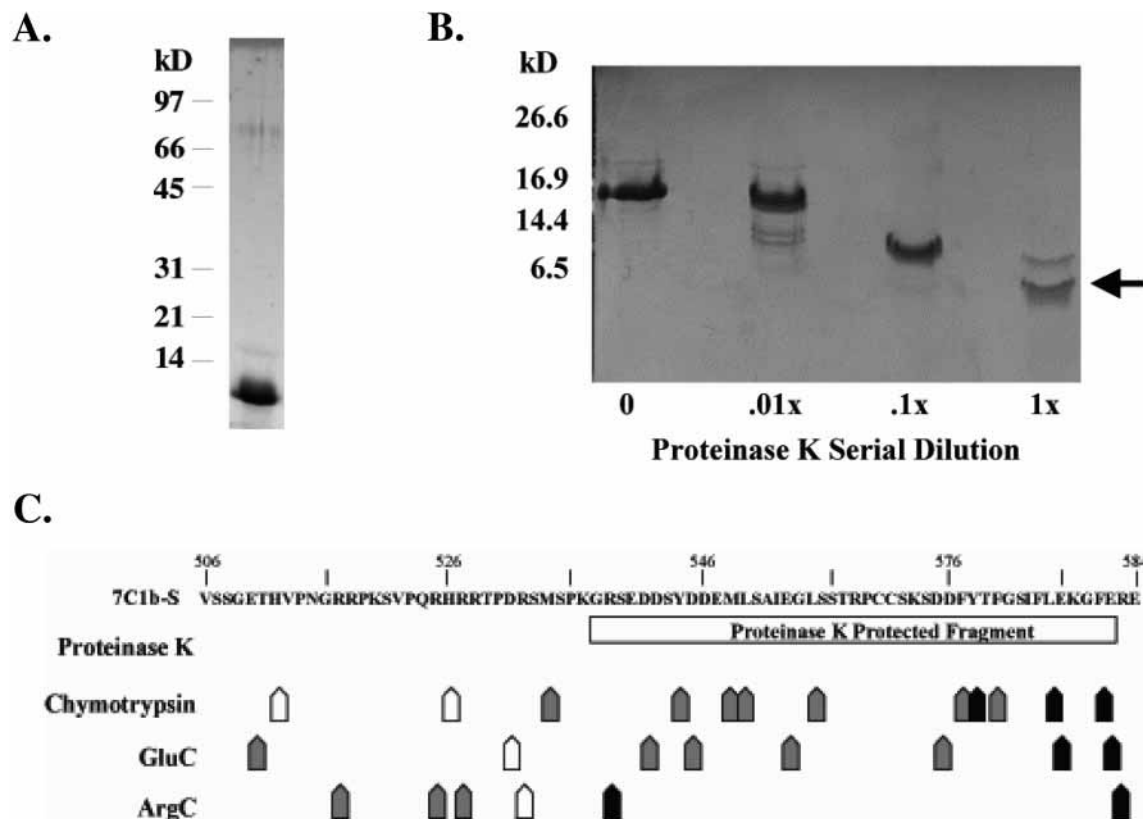 A.
kD
97
66
45
31
21
14
B.
kD
26.6
16.9
14.4
6.5
0 .01x .1x 1x
Proteinase K Serial Dilution
C.
506 526 546 576 584
7C1b-S VSSGETHVPNGRRPKSVPQRHRRTPDRSMSPKGRSEDDSYDDEMLSAIEGLSSTRPCCSKSDDFYTFGSIFLEKGFERE
Proteinase K Proteinase K Protected Fragment
Chymotrypsin
GluC
ArgC